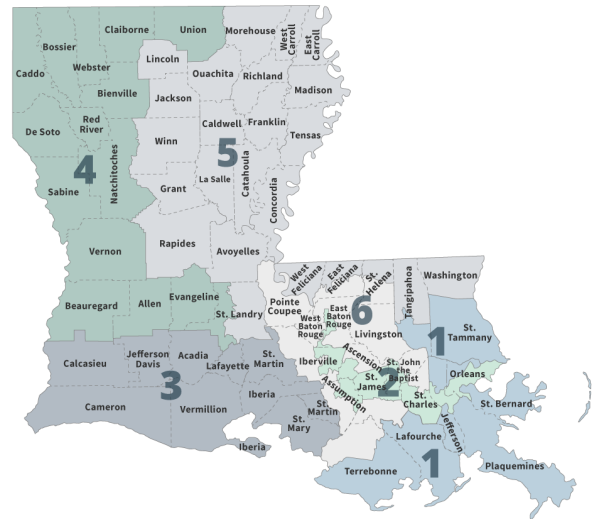 Claiborne
Union
Morehouse
West
Carroll
East
Carroll
Bossier
Lincoln
Caddo
Webster
Ouachita
Richland
Bienville
Jackson
Madison
De Soto
Red
River
Caldwell
Franklin
Tensas
Winn
5
4
Natchitoches
La Salle
Catahoula
Concordia
Sabine
Grant
Vernon
Rapides
Avoyelles
West
Feliciana
East
Feliciana
St.
Helena
Tangipahoa
Washington
Beauregard
Allen
Evangeline
St. Landry
Pointe
Coupee
West
Baton
Rouge
East
Baton
Rouge
6
Livingston
1
St.
Tammany
Calcasieu
Jefferson
Davis
Acadia
Lafayette
St.
Martin
Iberville
Ascension
St. John
the
Baptist
Orleans
3
St.
James
2
Assumption
St.
Charles
St. Bernard
Cameron
Vermillion
Iberia
St.
Martin
St.
Mary
Jefferson
Lafourche
Iberia
1
Terrebonne
Plaquemines